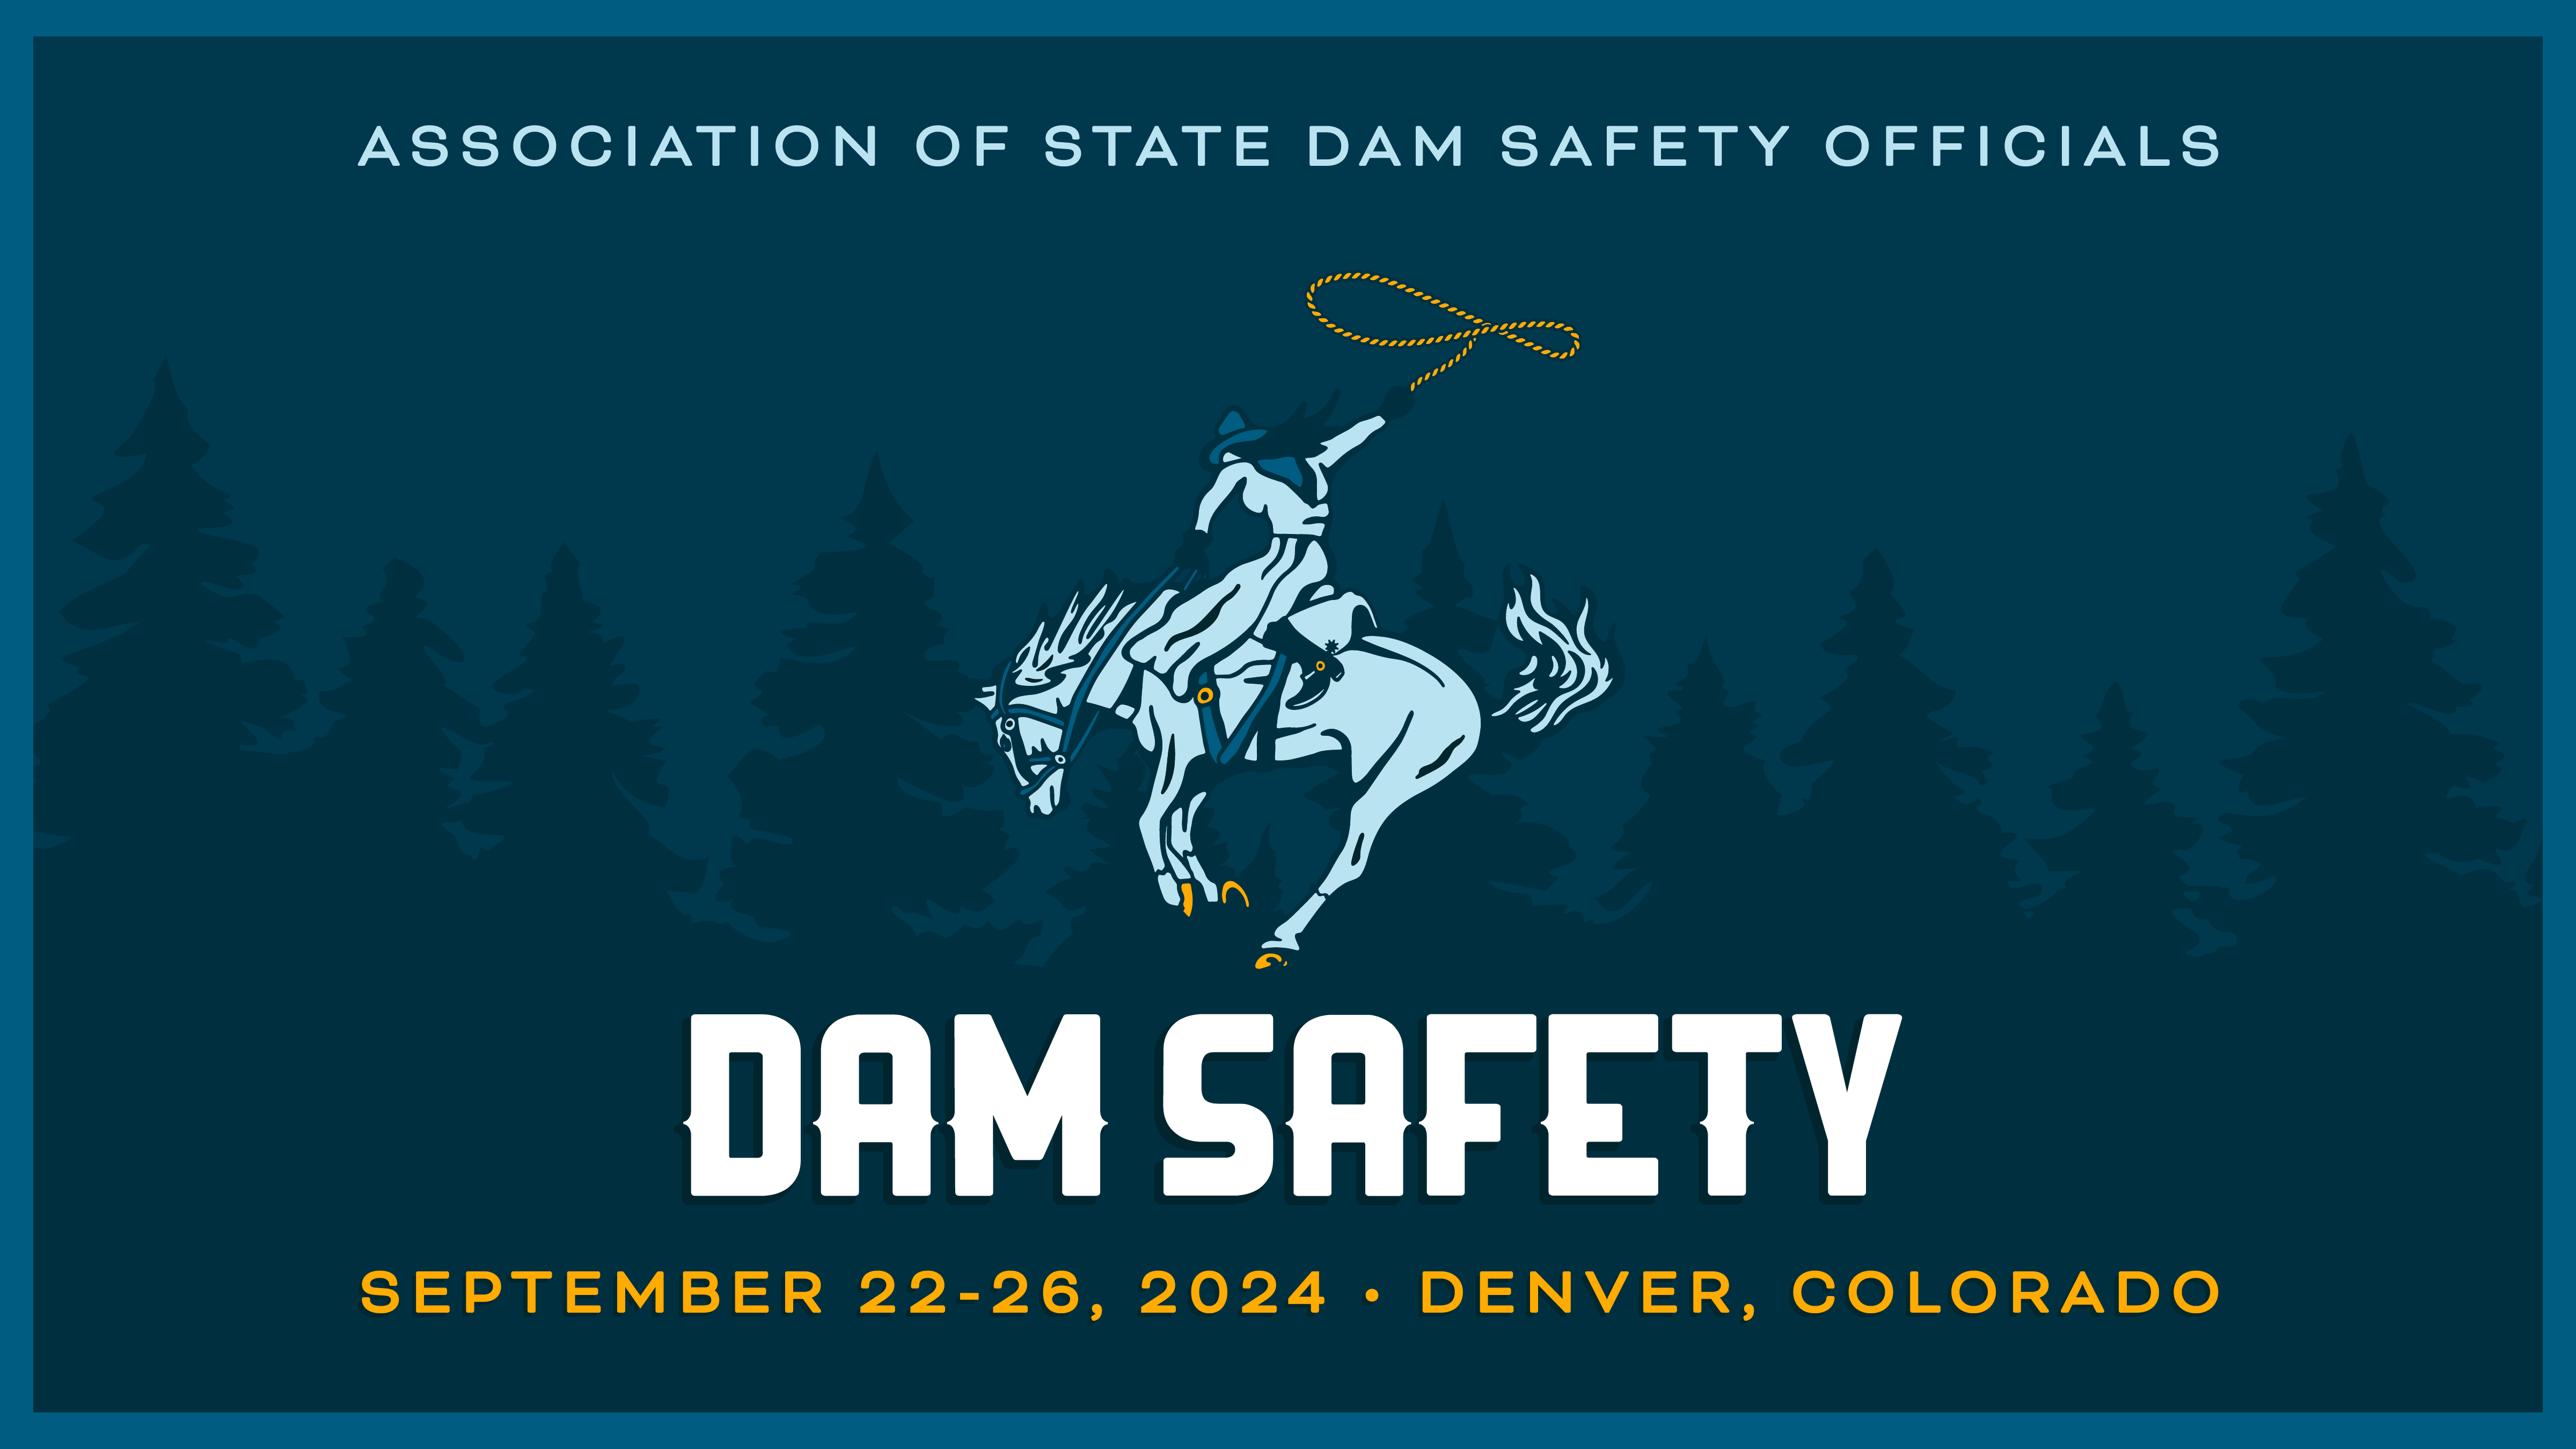 ASSOCIATION OF STATE DAM SAFETY OFFICIALS
DAM SAFETY
SEPTEMBER 22-26, 2024 • DENVER, COLORADO